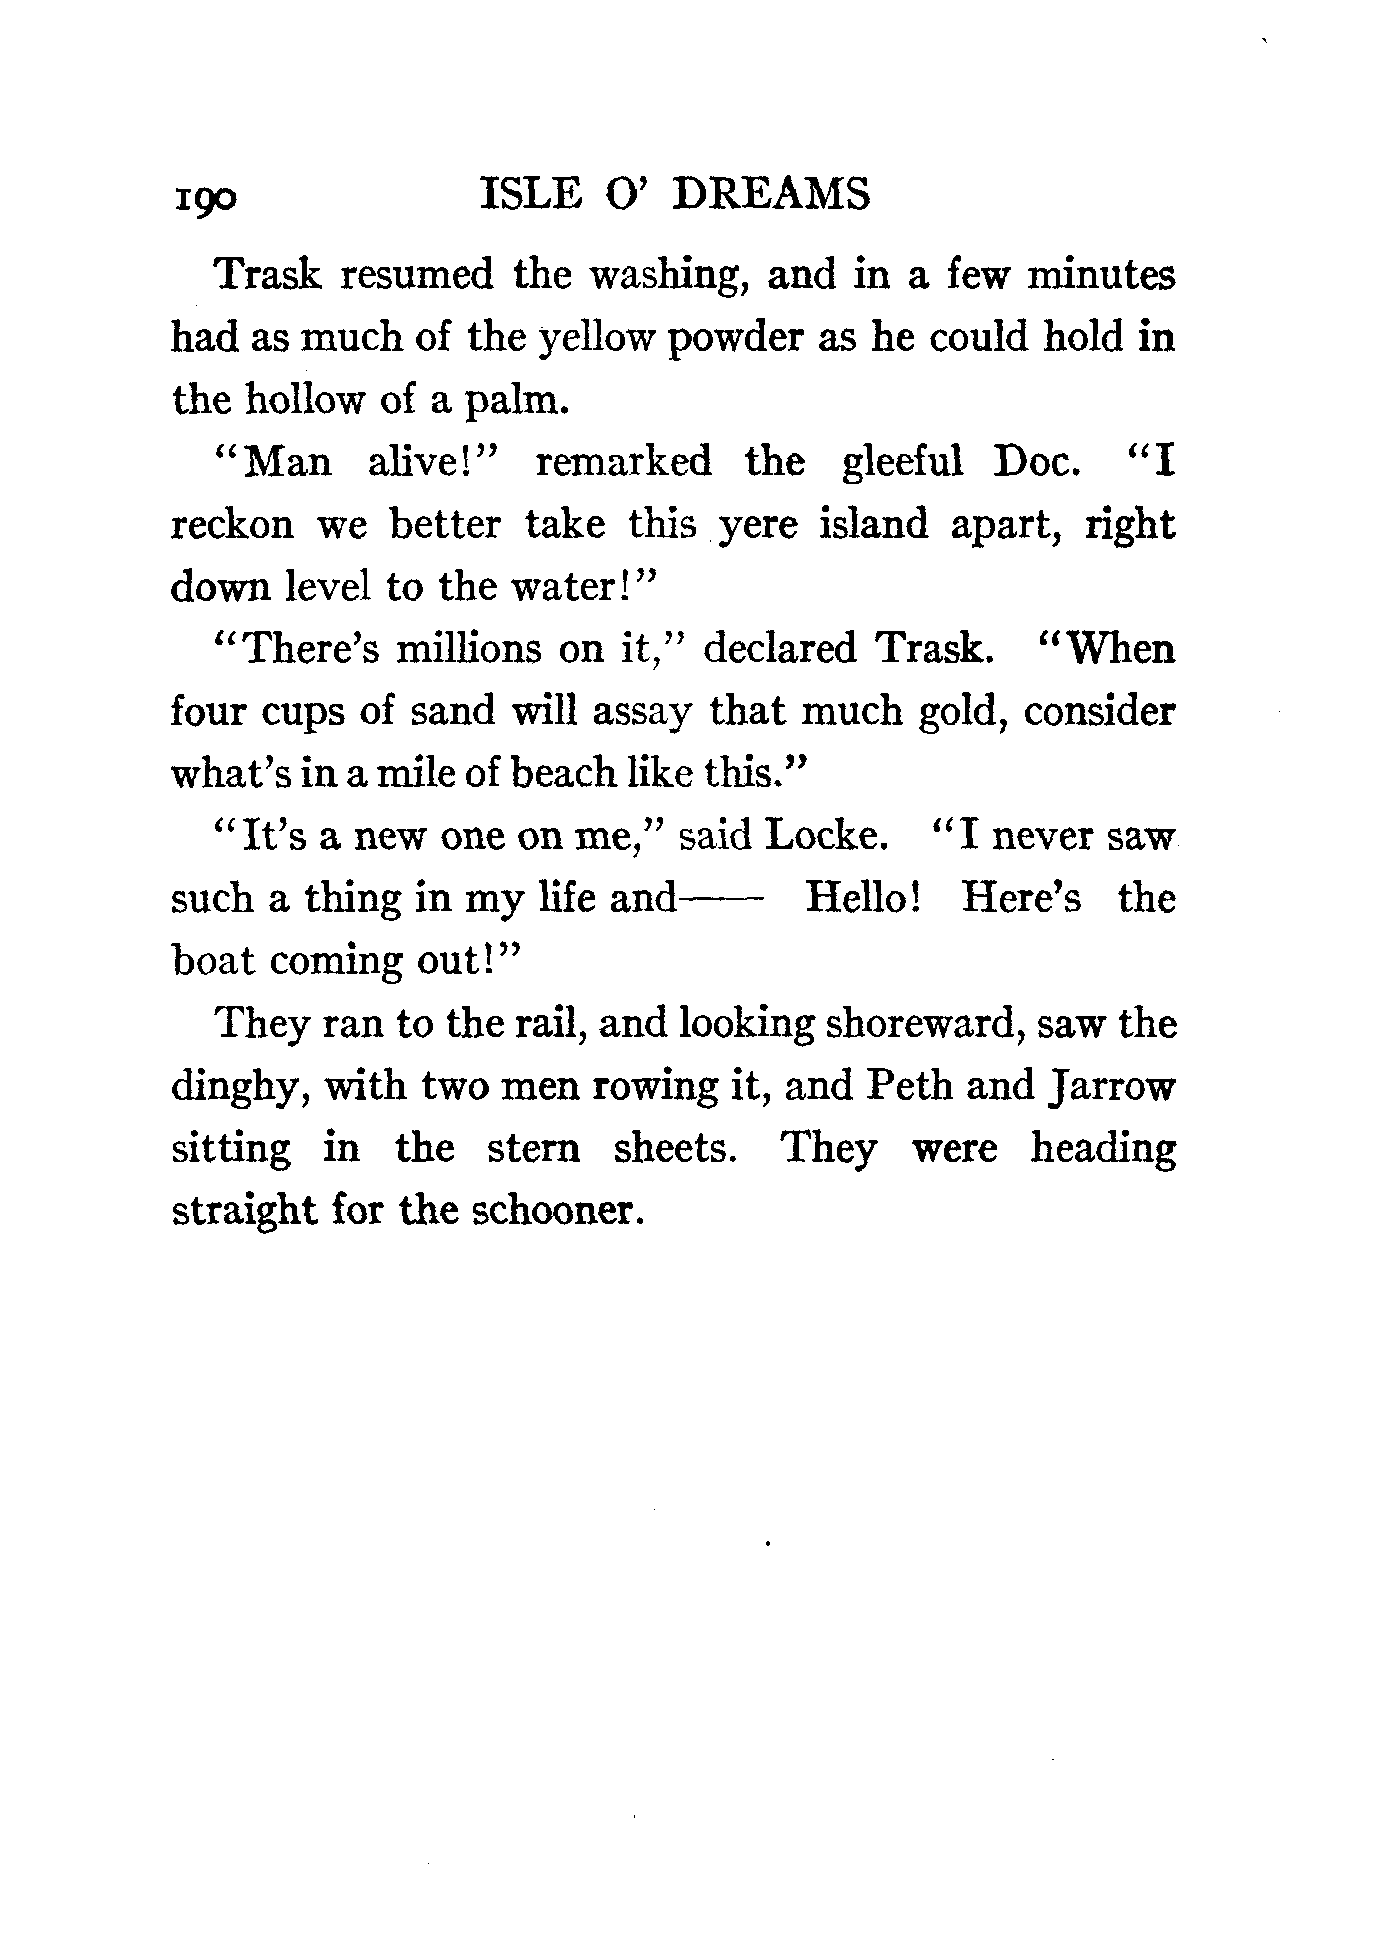 190 ISLE O' DREAMS
Trask resumed the washing, and in a few minutes
had as much of the yellow powder as he could hold in
the hollow of a palm.
"Man alive!" remarked the gleeful Doc. "I
reckon we better take this yere island apart, right
down level to the water!"
"There's millions on it," declared Trask. "When
four cups of sand will assay that much gold, consider
what's in a mile of beach like this."
"It's a new one on me," said Locke. "I never saw
such a thing in my life and—— Hello! Here's the
boat coming out!"
They ran to the rail, and looking shoreward, saw the
dinghy, with two men rowing it, and Peth and Jarrow
sitting in the stern sheets. They were heading
straight for the schooner.